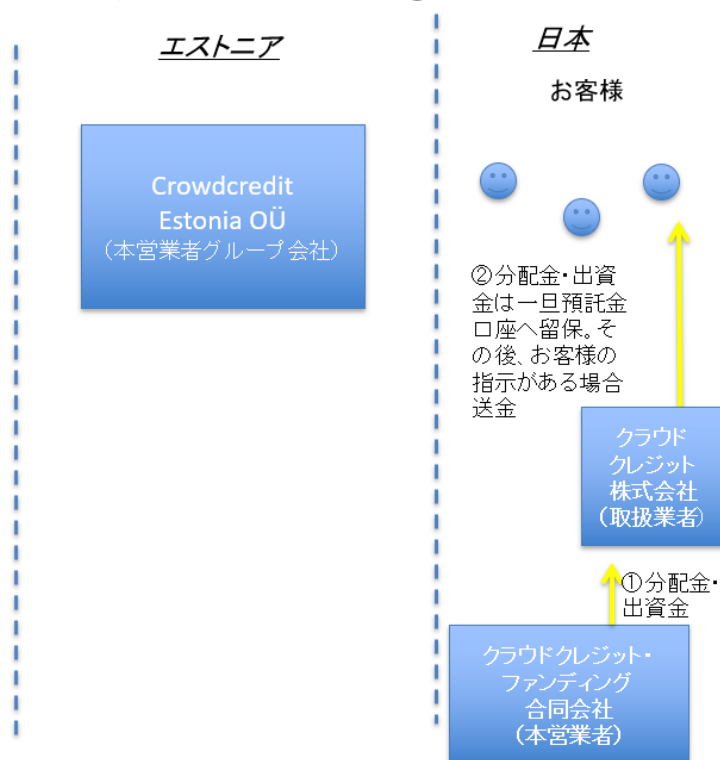 エストニア
日本
お客様
Crowdcredit
Estonia OÜ
（本営業者グループ会社）
②分配金・出資
金は一旦預託金
口座へ留保。そ
の後、お客様の
指示がある場合
送金
クラウド
クレジット
株式会社
（取扱業者）
①分配金・
出資金
クラウドクレジット・
ファンディング
合同会社
（本営業者）